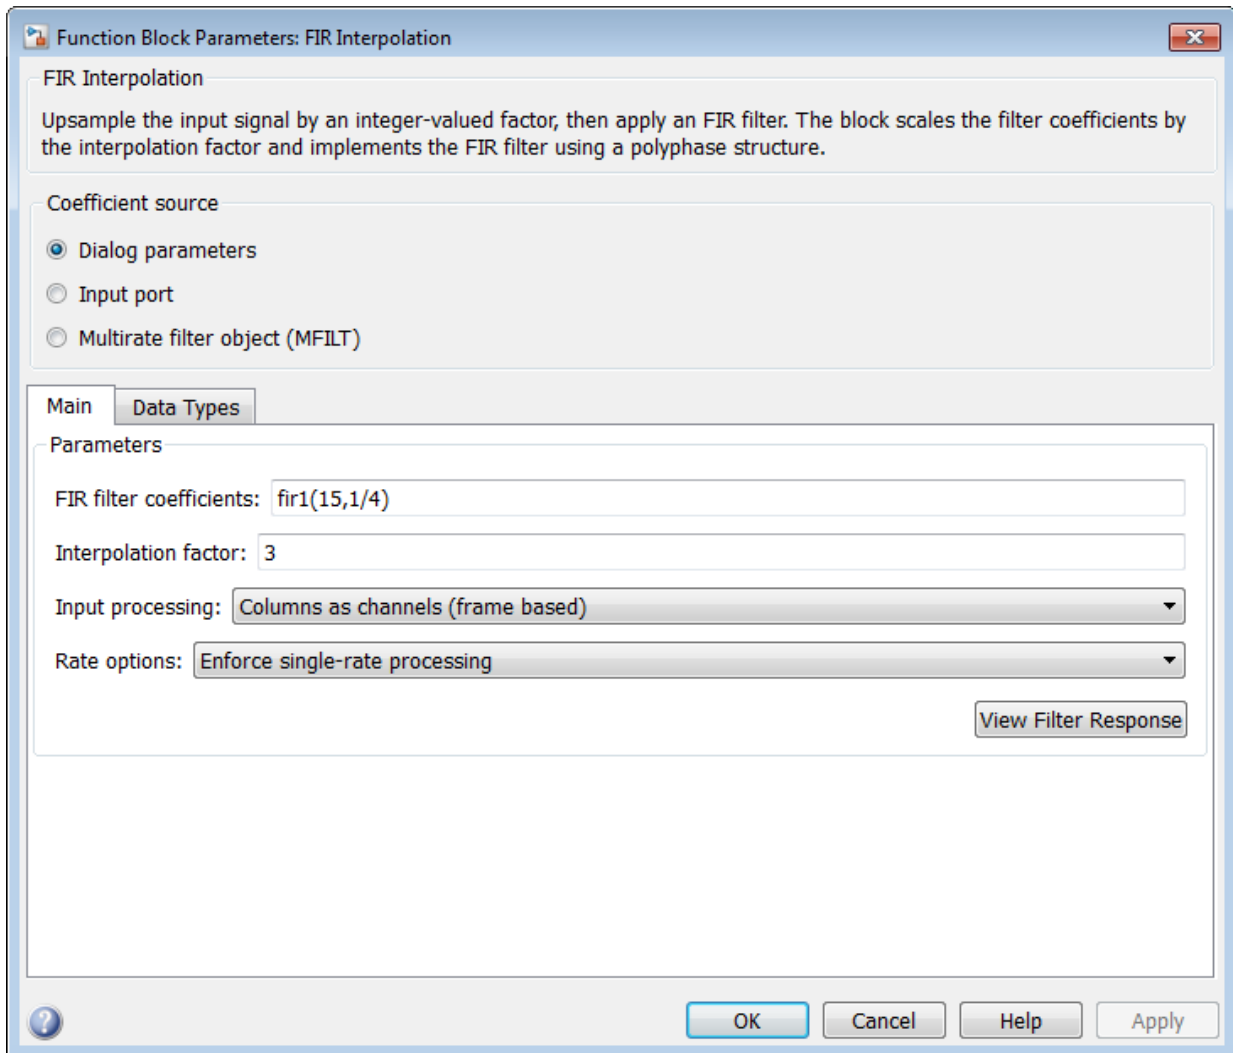 Function Block Parameters: FIR Interpolation
FIR Interpolation
Upsample the input signal by an integer-valued factor, then apply an FIR filter. The block scales the filter coefficients by
the interpolation factor and implements the FIR filter using a polyphase structure.
Coefficient source
Dialog parameters
Input port
Multirate filter object (MFILT)
Main Data Types
Parameters
FIR filter coefficients: fir1(15,1/4)
Interpolation factor: 3
Input processing: Columns as channels (frame based)
Rate options: Enforce single-rate processing
View Filter Response
? OK Cancel Help Apply